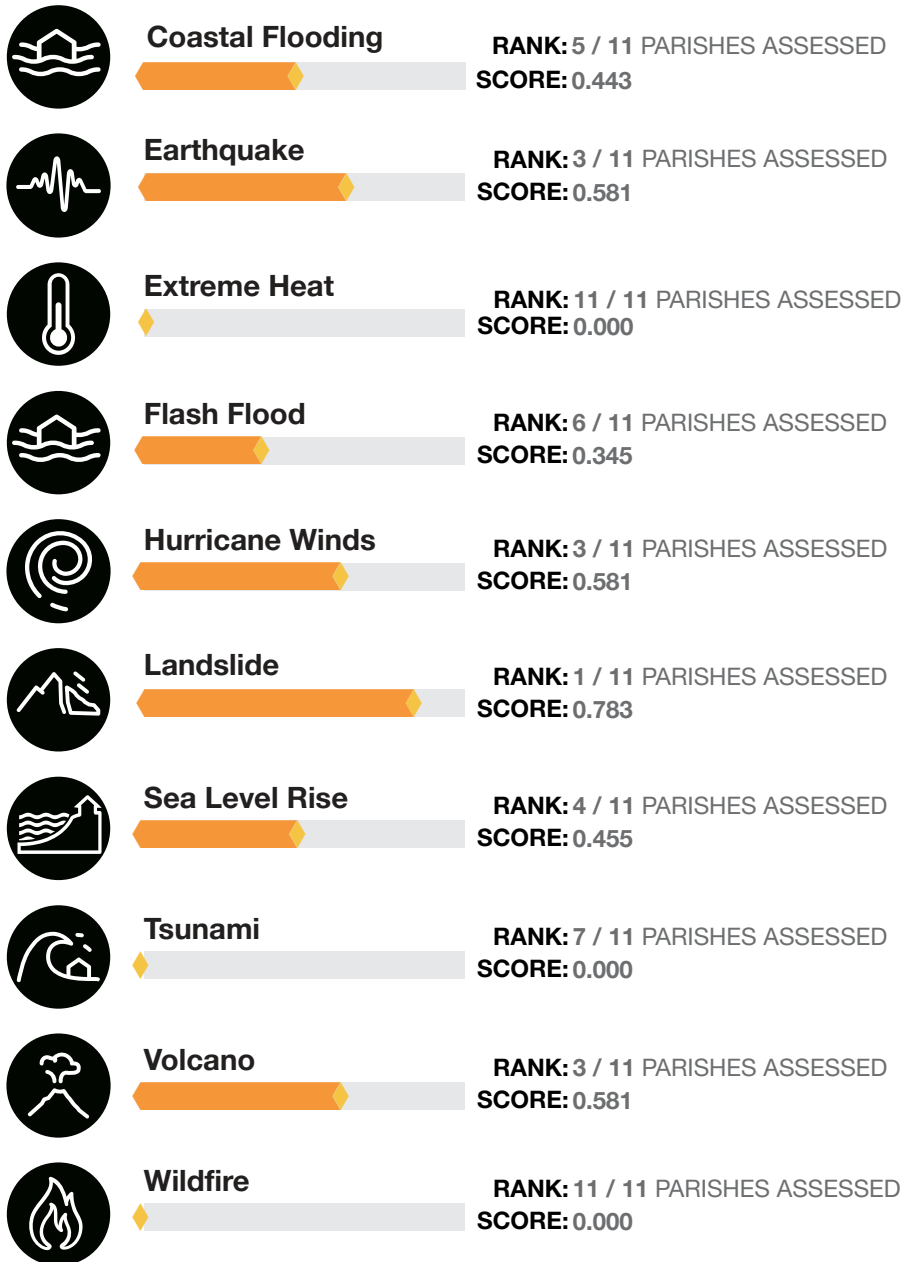 Coastal Flooding
RANK: 5 / 11 PARISHES ASSESSED
SCORE: 0.443
Earthquake
RANK: 3 / 11 PARISHES ASSESSED
SCORE: 0.581
Extreme Heat
RANK: 11 / 11 PARISHES ASSESSED
SCORE: 0.000
Flash Flood
RANK: 6 / 11 PARISHES ASSESSED
SCORE: 0.345
Hurricane Winds
RANK: 3 / 11 PARISHES ASSESSED
SCORE: 0.581
Landslide
RANK: 1 / 11 PARISHES ASSESSED
SCORE: 0.783
Sea Level Rise
RANK: 4 / 11 PARISHES ASSESSED
SCORE: 0.455
Tsunami
RANK: 7 / 11 PARISHES ASSESSED
SCORE: 0.000
Volcano
RANK: 3 / 11 PARISHES ASSESSED
SCORE: 0.581
Wildfire
RANK: 11 / 11 PARISHES ASSESSED
SCORE: 0.000